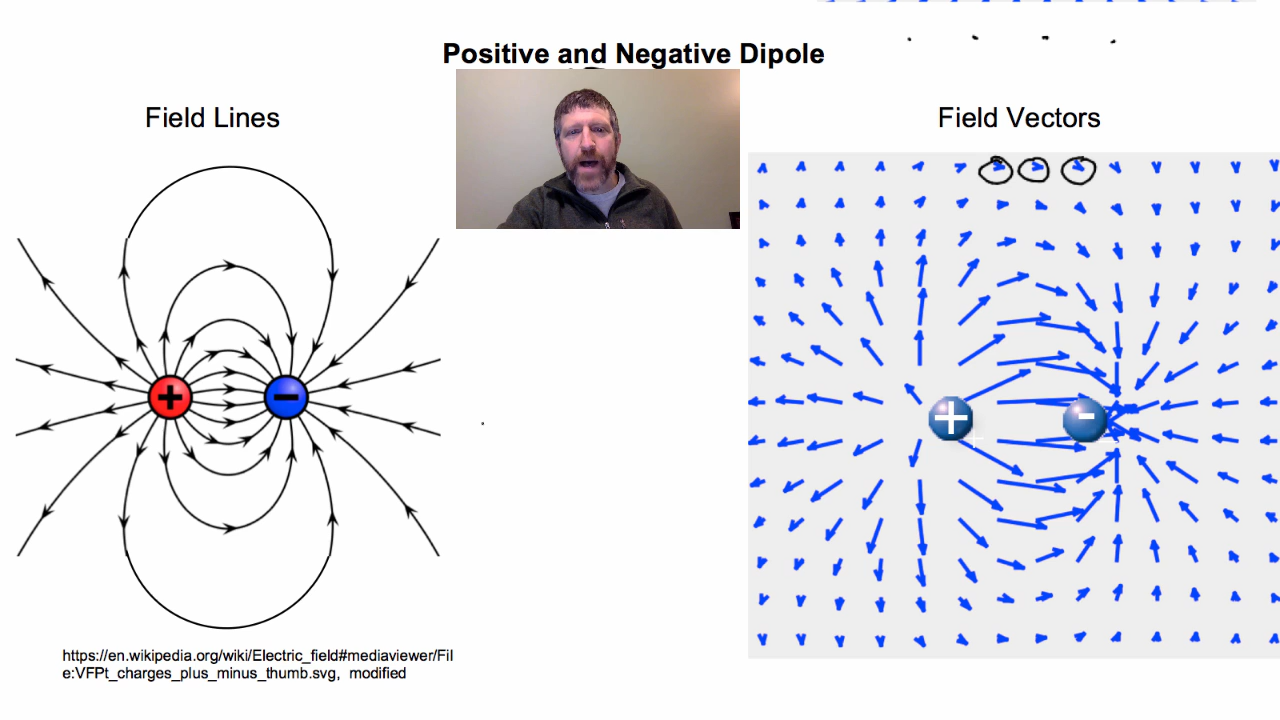 Positive and Negative Dipole
Field Lines
Field Vectors
+
-
+
-
https://en.wikipedia.org/wiki/Electric_field#mediaviewer/Fil
e:VFPt_charges_plus_minus_thumb.svg, modified